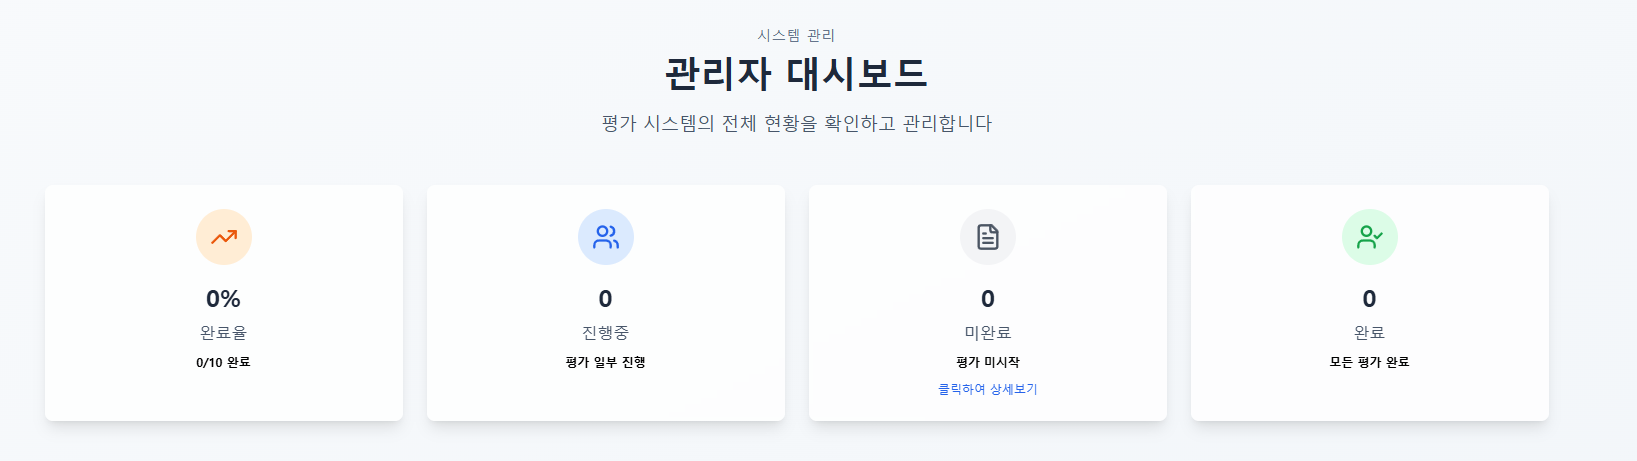 시스템 관리
관리자 대시보드
평가 시스템의 전체 현황을 확인하고 관리합니다
0%
완료율
0/10 완료
0
진행중
평가 일부 진행
0
미완료
평가 미시작
클릭하여 상세보기
0
완료
모든 평가 완료